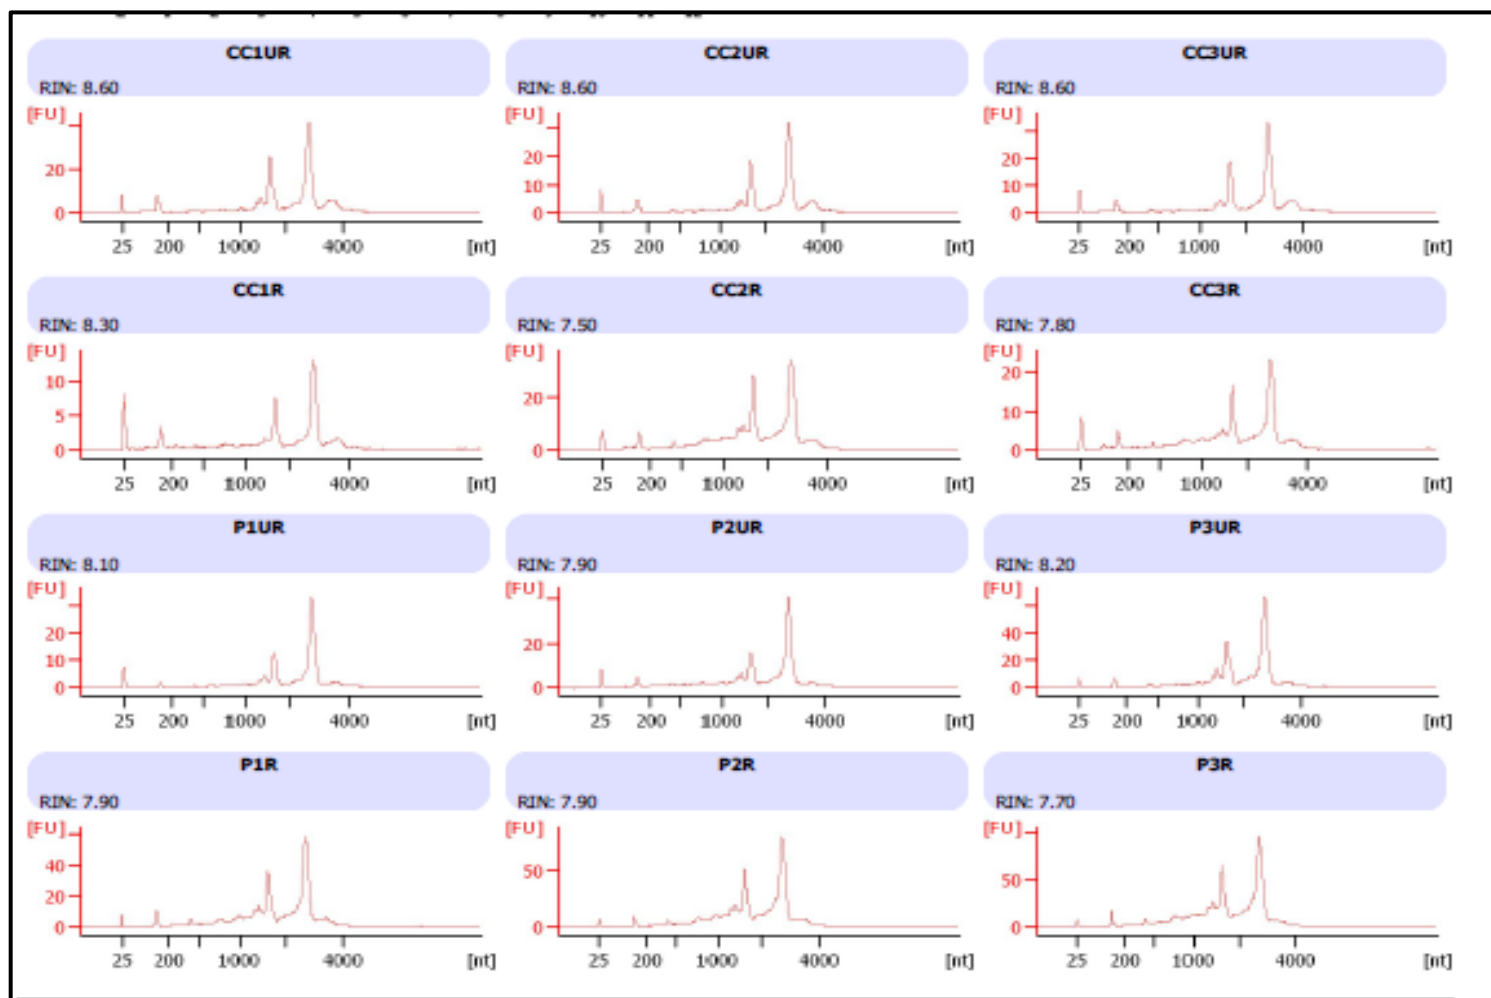 CC1UR CC2UR CC3UR
RIN: 8.60 RIN: 8.60 RIN: 8.60
[FU] [FU] [FU]
20 20 20
10 10
0 0 0
25 200 1000 4000 [nt] 25 200 1000 4000 [nt] 25 200 1000 4000 [nt]
CC1R CC2R CC3R
RIN: 8.30 RIN: 7.50 RIN: 7.80
[FU] [FU] [FU]
10 20 20
5 10
0 0 0
25 200 1000 4000 [nt] 25 200 1000 4000 [nt] 25 200 1000 4000 [nt]
P1UR P2UR P3UR
RIN: 8.10 RIN: 7.90 RIN: 8.20
[FU] [FU] [FU]
20 20 40
10 20
0 0 0
25 200 1000 4000 [nt] 25 200 1000 4000 [nt] 25 200 1000 4000 [nt]
P1R P2R P3R
RIN: 7.90 RIN: 7.90 RIN: 7.70
[FU] [FU] [FU]
40 50 50
20
0 0 0
25 200 1000 4000 [nt] 25 200 1000 4000 [nt] 25 200 1000 4000 [nt]